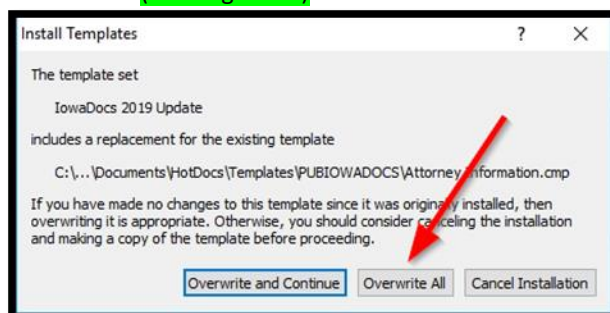 Install Templates ? X
The template set
IowaDocs 2019 Update
includes a replacement for the existing template
C:\...\Documents\HotDocs\Templates\PUBIOWADOCS\Attorney Information.cmp
If you have made no changes to this template since it was originally installed, then
overwriting it is appropriate. Otherwise, you should consider canceling the installation
and making a copy of the template before proceeding.
Overwrite and Continue Overwrite All Cancel Installation